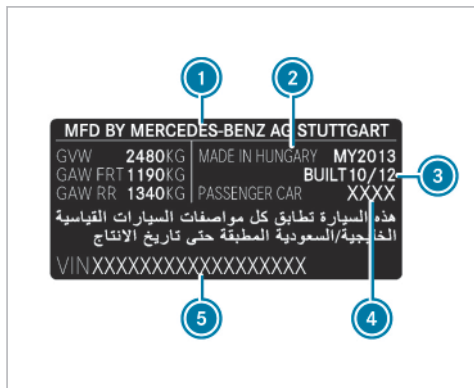 1
2
MFD BY MERCEDES-BENZ AG STUTTGART
GVW 2480KG MADE IN HUNGARY MY2013
GAW FRT 1190KG BUILT 10/12
3
GAW RR 1340KG PASSENGER CAR XXXX
هذه السيارة تطابق كل مواصفات السيارات القياسية
الخليجية/السعودية المطبقة حتى تاريخ الانتاج
VIN XXXXXXXXXXXXXXXXX
5
4